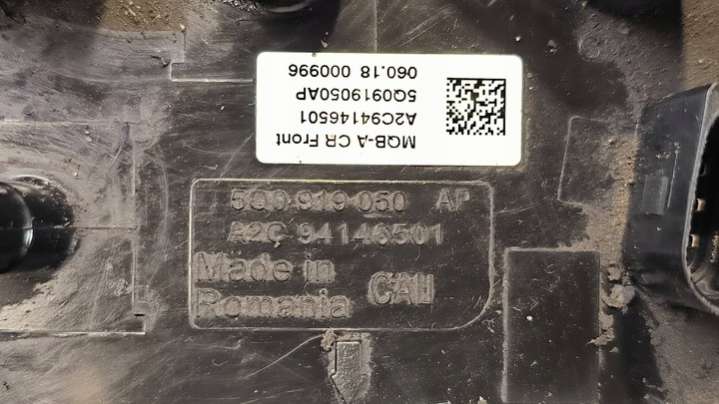 MQB-A CR Front
A2C94146501
5Q0919050AP
060.18 000996
5Q0 919 050 AP
A2C 94146501
Made in
Romania
CAU